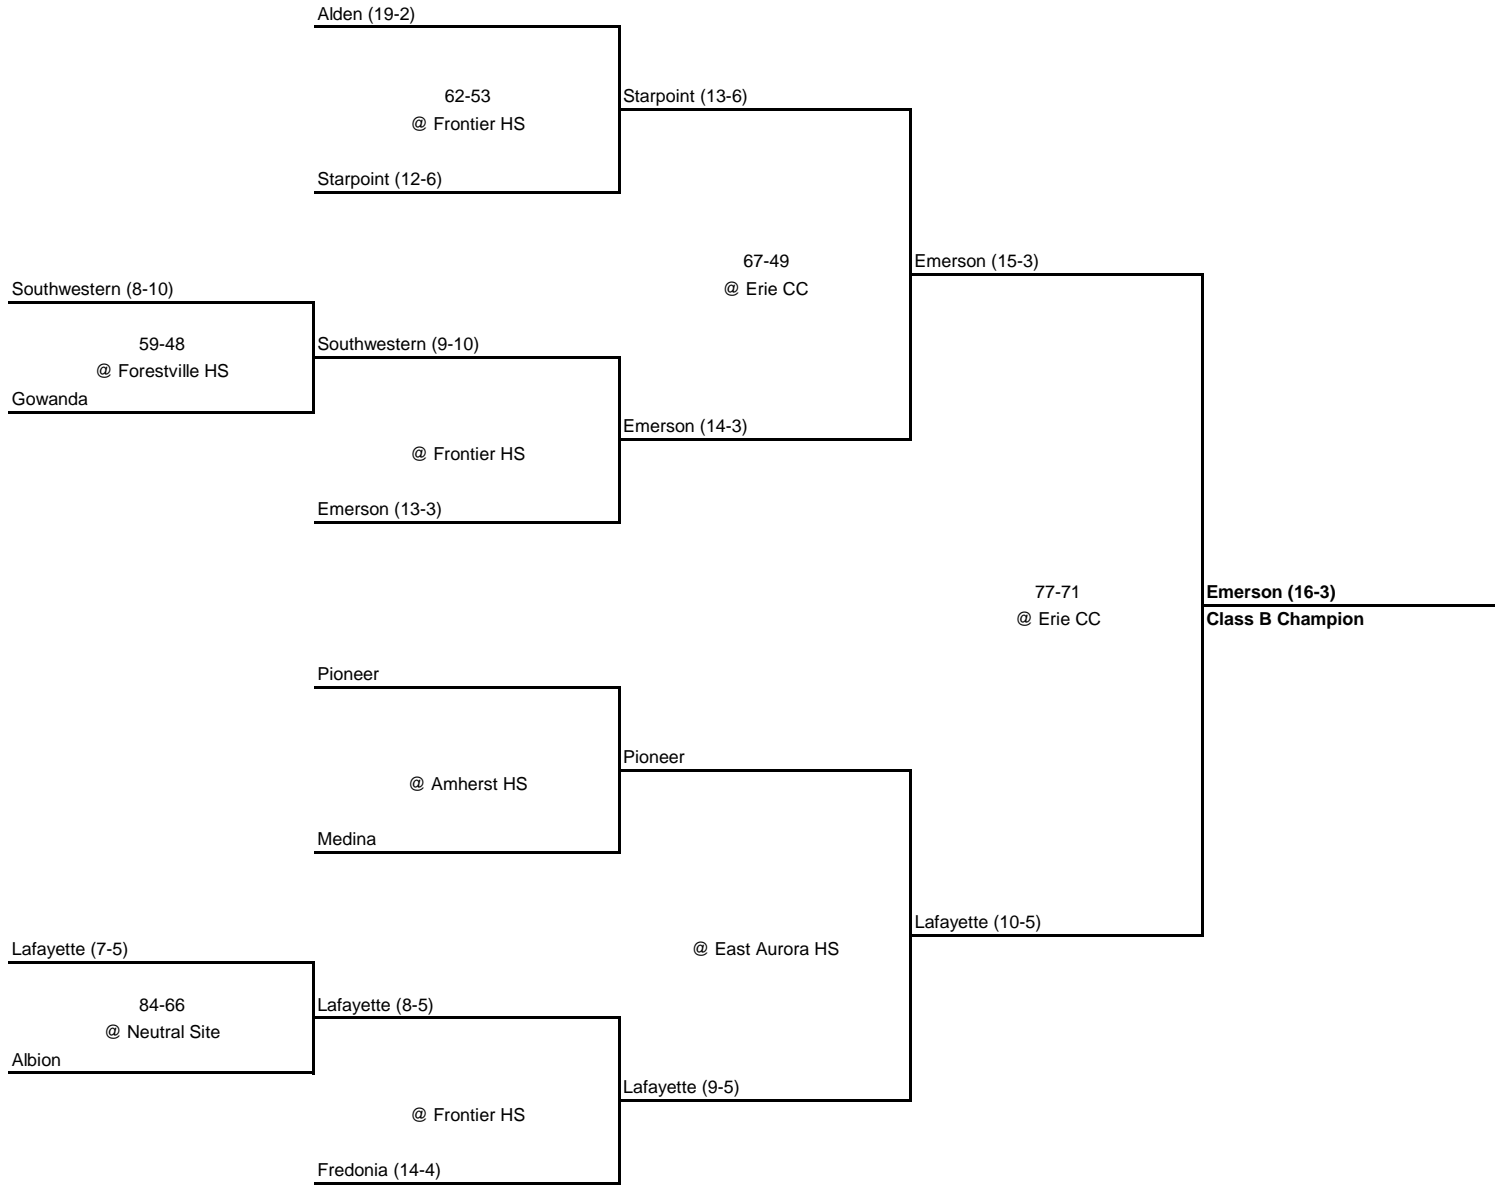 Alden (19-2)
62-53
@ Frontier HS
Starpoint (13-6)
Starpoint (12-6)
67-49
@ Erie CC
Emerson (15-3)
Southwestern (8-10)
59-48
@ Forestville HS
Southwestern (9-10)
Gowanda
@ Frontier HS
Emerson (14-3)
Emerson (13-3)
77-71
@ Erie CC
Emerson (16-3)
Class B Champion
Pioneer
@ Amherst HS
Pioneer
Medina
@ East Aurora HS
Lafayette (10-5)
Lafayette (7-5)
84-66
@ Neutral Site
Lafayette (8-5)
Albion
@ Frontier HS
Lafayette (9-5)
Fredonia (14-4)